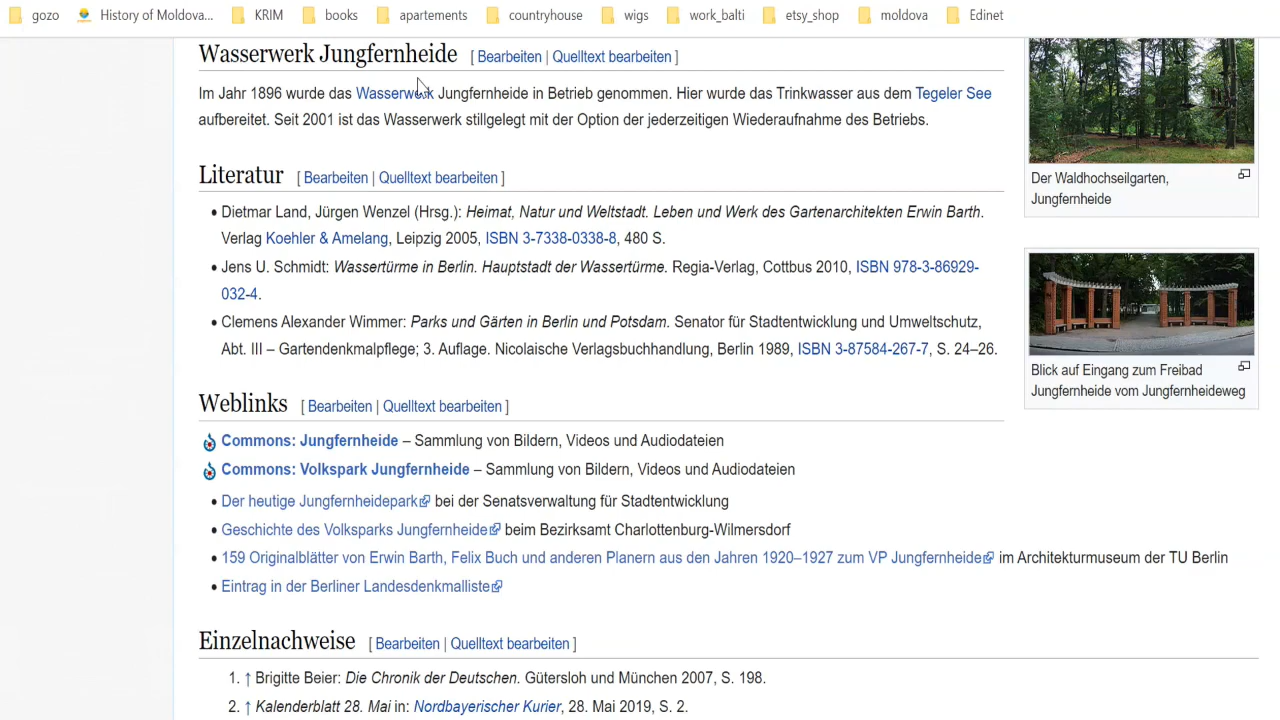 gozo History of Moldova... KRIM books apartements countryhouse wigs work_balti etsy_shop moldova Edinet
Wasserwerk Jungfernheide [ Bearbeiten | Quelltext bearbeiten ]
Im Jahr 1896 wurde das Wasserwerk Jungfernheide in Betrieb genommen. Hier wurde das Trinkwasser aus dem Tegeler See
aufbereitet. Seit 2001 ist das Wasserwerk stillgelegt mit der Option der jederzeitigen Wiederaufnahme des Betriebs.
Der Waldhochseilgarten,
Jungfernheide
Literatur [ Bearbeiten | Quelltext bearbeiten ]
• Dietmar Land, Jürgen Wenzel (Hrsg.): Heimat, Natur und Weltstadt. Leben und Werk des Gartenarchitekten Erwin Barth.
Verlag Koehler & Amelang, Leipzig 2005, ISBN 3-7338-0338-8, 480 S.
• Jens U. Schmidt: Wassertürme in Berlin. Hauptstadt der Wassertürme. Regia-Verlag, Cottbus 2010, ISBN 978-3-86929-
032-4.
• Clemens Alexander Wimmer: Parks und Gärten in Berlin und Potsdam. Senator für Stadtentwicklung und Umweltschutz,
Abt. III – Gartendenkmalpflege; 3. Auflage. Nicolaische Verlagsbuchhandlung, Berlin 1989, ISBN 3-87584-267-7, S. 24–26.
Blick auf Eingang zum Freibad
Jungfernheide vom Jungfernheideweg
Weblinks [ Bearbeiten | Quelltext bearbeiten ]
Commons: Jungfernheide – Sammlung von Bildern, Videos und Audiodateien
Commons: Volkspark Jungfernheide – Sammlung von Bildern, Videos und Audiodateien
• Der heutige Jungfernheidepark bei der Senatsverwaltung für Stadtentwicklung
• Geschichte des Volksparks Jungfernheide beim Bezirksamt Charlottenburg-Wilmersdorf
• 159 Originalblätter von Erwin Barth, Felix Buch und anderen Planern aus den Jahren 1920–1927 zum VP Jungfernheide im Architekturmuseum der TU Berlin
• Eintrag in der Berliner Landesdenkmalliste
Einzelnachweise [ Bearbeiten | Quelltext bearbeiten ]
1. ↑ Brigitte Beier: Die Chronik der Deutschen. Gütersloh und München 2007, S. 198.
2. ↑ Kalenderblatt 28. Mai in: Nordbayerischer Kurier, 28. Mai 2019, S. 2.